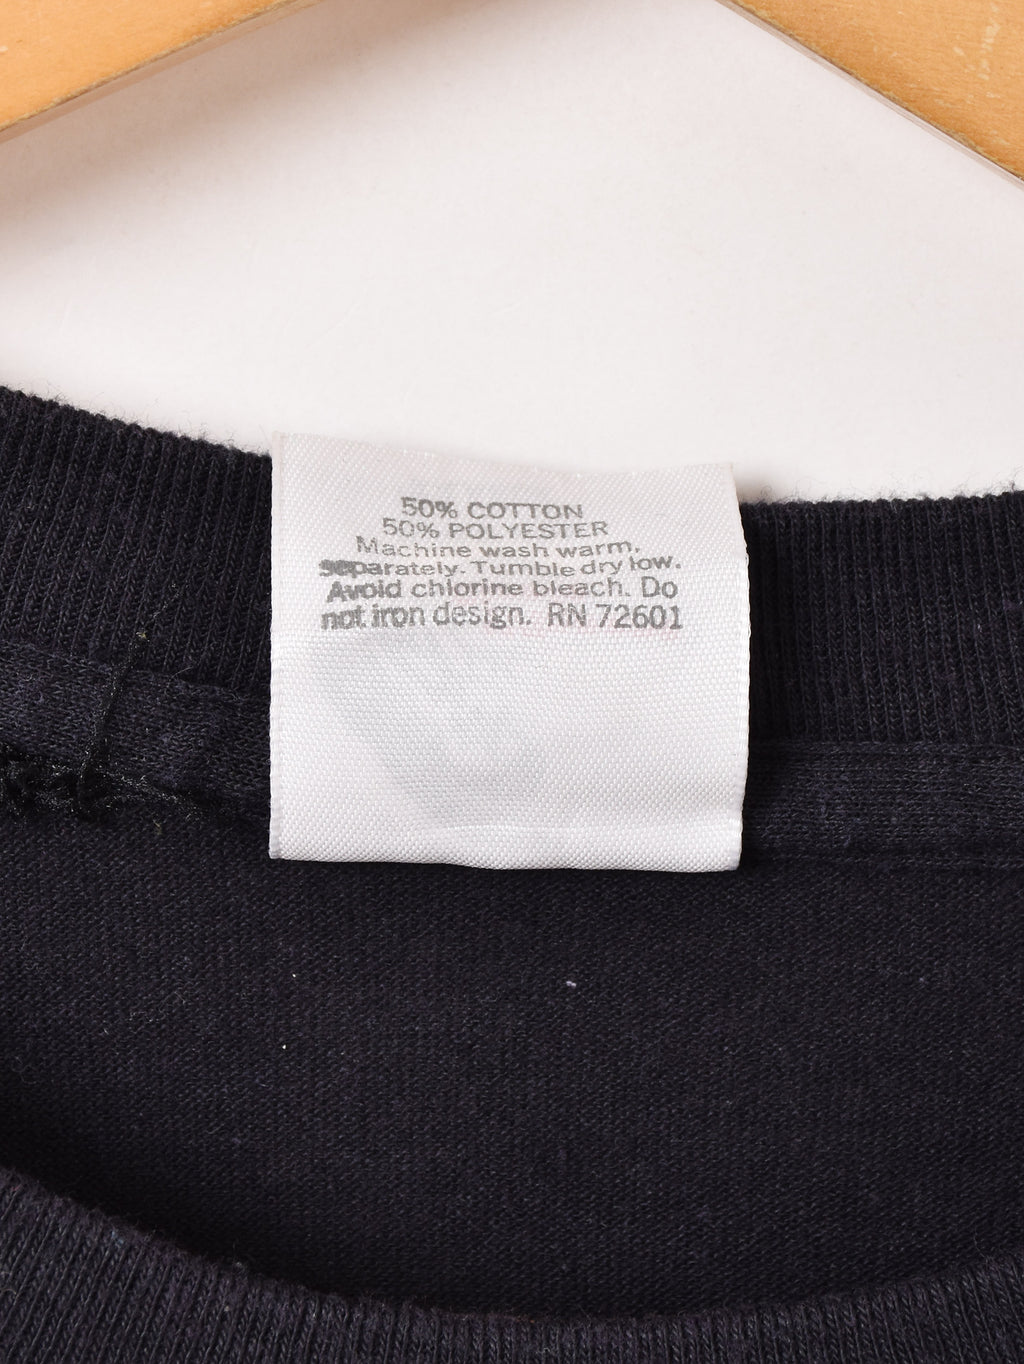 50% COTTON
50% POLYESTER
Machine wash warm,
separately. Tumble dry low.
Avoid chlorine bleach. Do
not iron design. RN 72601